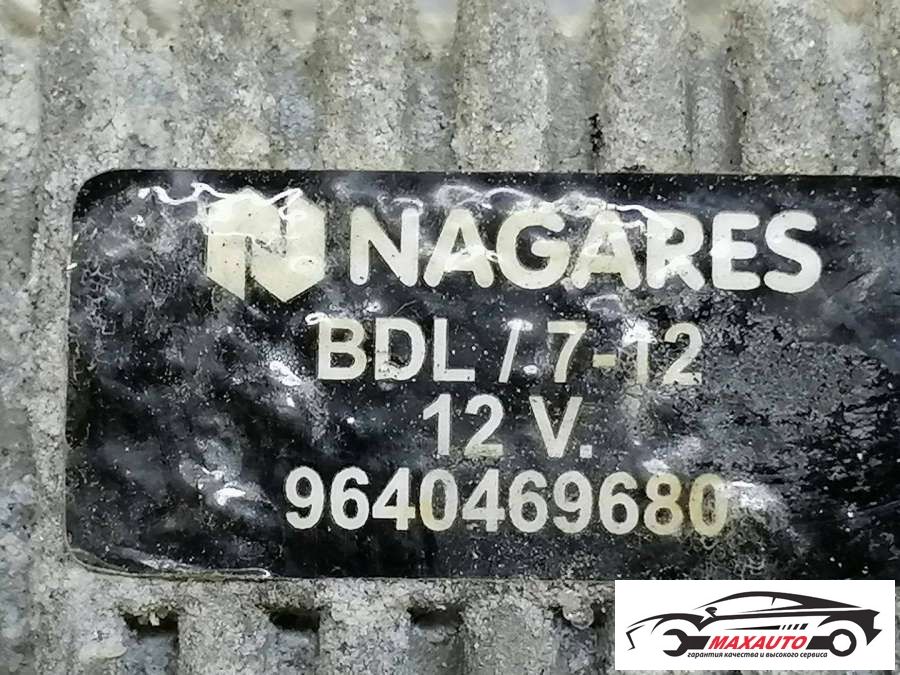 NAGARES
BDL / 7-12
12 V.
9640469680
MAXAUTO
гарантия качества и высокого сервиса